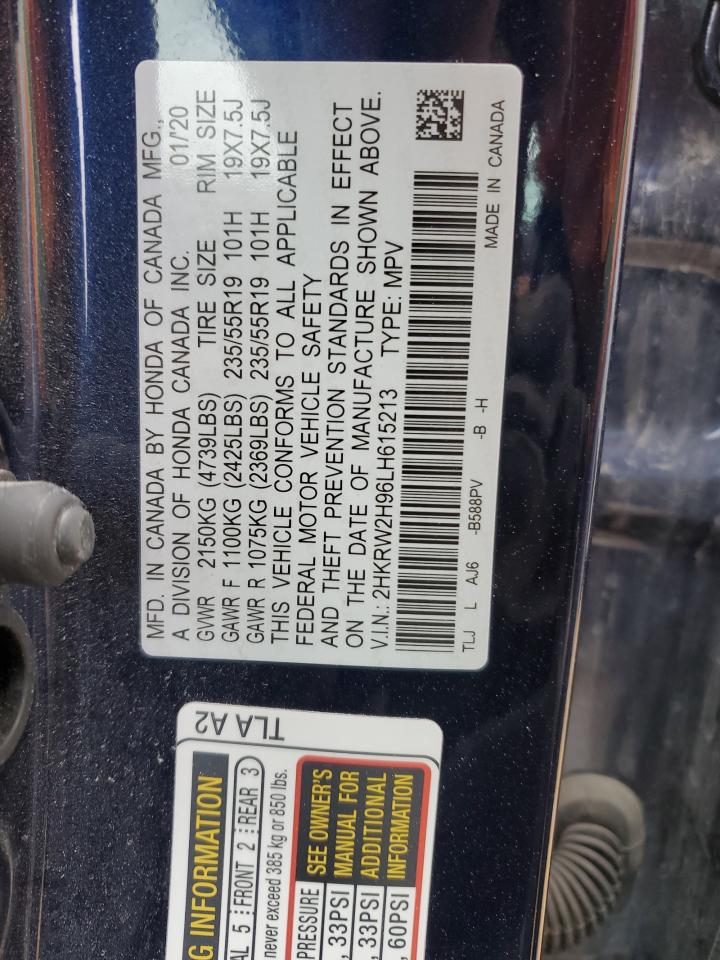 MFD. IN CANADA BY HONDA OF CANADA MFG.,
A DIVISION OF HONDA CANADA INC. 01/'20
GVWR 2150KG (4739LBS) TIRE SIZE RIM SIZE
GAWR F 1100KG (2425LBS) 235/55R19 101H 19X7.5J
GAWR R 1075KG (2369LBS) 235/55R19 101H 19X7.5J
THIS VEHICLE CONFORMS TO ALL APPLICABLE
FEDERAL MOTOR VEHICLE SAFETY
AND THEFT PREVENTION STANDARDS IN EFFECT
ON THE DATE OF MANUFACTURE SHOWN ABOVE.
V.I.N.: 2HKRW2H96LH615213 TYPE: MPV
TLJ L AJ6 -B588PV -B -H
MADE IN CANADA
TLA A2
G INFORMATION
AL 5 FRONT 2 REAR 3
never exceed 385 kg or 850 lbs.
PRESSURE SEE OWNER'S
, 33PSI MANUAL FOR
, 33PSI ADDITIONAL
, 60PSI INFORMATION